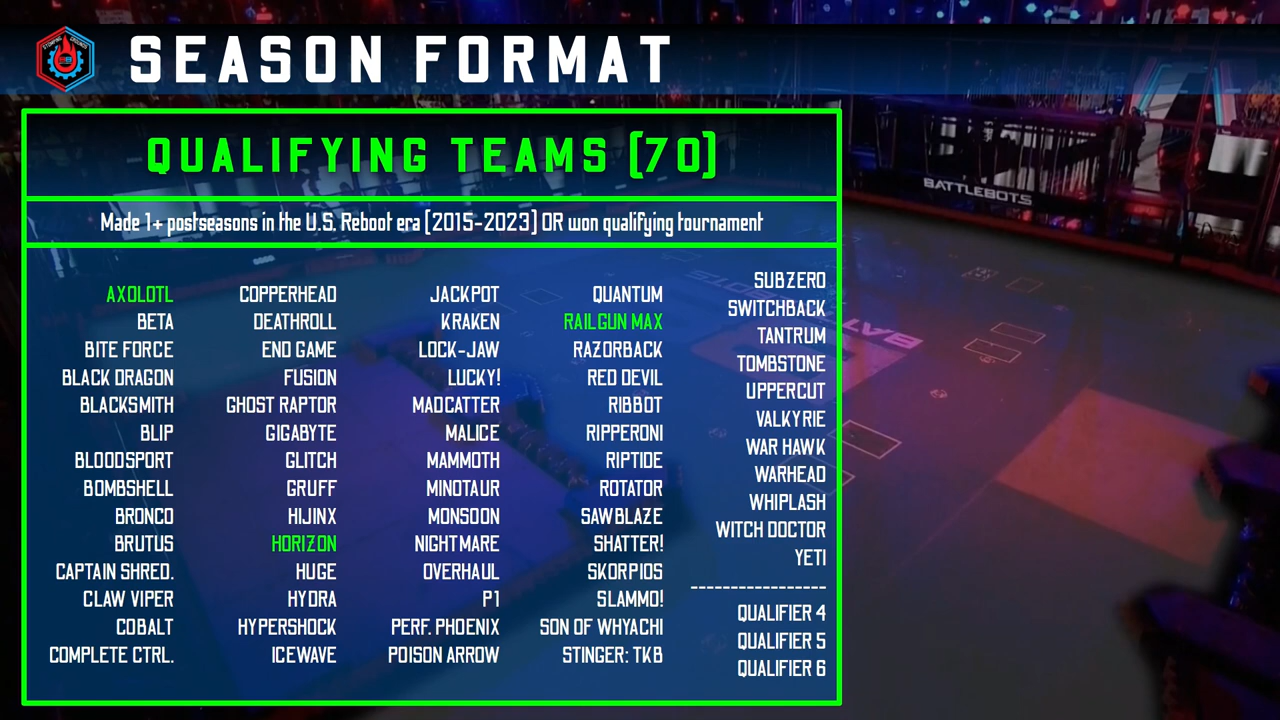 STOMPING GROUNDS
SEASON FORMAT
QUALIFYING TEAMS (70)
Made 1+ postseasons in the U.S. Reboot era (2015-2023) OR won qualifying tournament
AXOLOTL
BETA
BITE FORCE
BLACK DRAGON
BLACKSMITH
BLIP
BLOODSPORT
BOMBSHELL
BRONCO
BRUTUS
CAPTAIN SHRED.
CLAW VIPER
COBALT
COMPLETE CTRL.
COPPERHEAD
DEATHROLL
END GAME
FUSION
GHOST RAPTOR
GIGABYTE
GLITCH
GRUFF
HIJINX
HORIZON
HUGE
HYDRA
HYPERSHOCK
ICEWAVE
JACKPOT
KRAKEN
LOCK-JAW
LUCKY!
MADCATTER
MALICE
MAMMOTH
MINOTAUR
MONSOON
NIGHTMARE
OVERHAUL
P1
PERF. PHOENIX
POISON ARROW
QUANTUM
RAILGUN MAX
RAZORBACK
RED DEVIL
RIBBOT
RIPPERONI
RIPTIDE
ROTATOR
SAWBLAZE
SHATTER!
SKORPIOS
SLAMMO!
SON OF WHYACHI
STINGER: TKB
SUBZERO
SWITCHBACK
TANTRUM
TOMBSTONE
UPPERCUT
VALKYRIE
WAR HAWK
WARHEAD
WHIPLASH
WITCH DOCTOR
YETI
-----------------
QUALIFIER 4
QUALIFIER 5
QUALIFIER 6
BATTLEBOTS
BATTLEBOTS